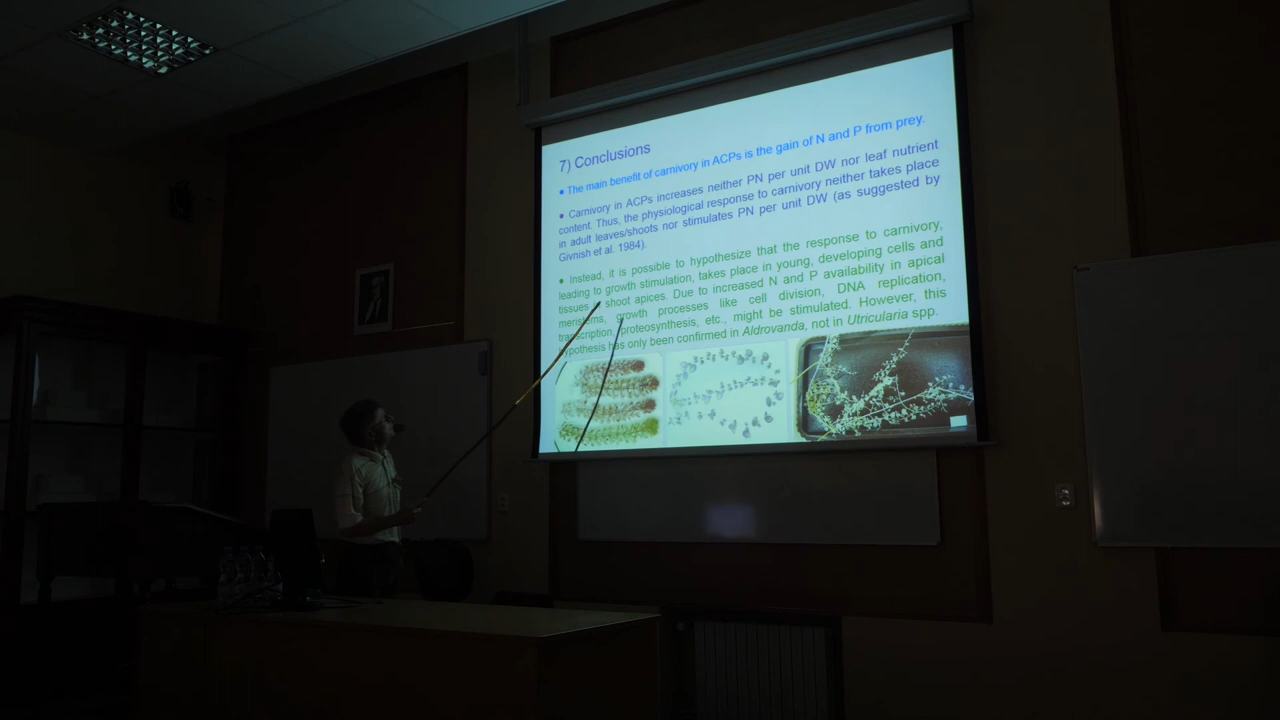 7) Conclusions
• The main benefit of carnivory in ACPs is the gain of N and P from prey.
• Carnivory in ACPs increases neither PN per unit DW nor leaf nutrient
content. Thus, the physiological response to carnivory neither takes place
in adult leaves/shoots nor stimulates PN per unit DW (as suggested by
Givnish et al. 1984).
• Instead, it is possible to hypothesize that the response to carnivory,
leading to growth stimulation, takes place in young, developing cells and
tissues shoot apices. Due to increased N and P availability in apical
meristems, growth processes like cell division, DNA replication,
transcription, proteosynthesis, etc., might be stimulated. However, this
hypothesis has only been confirmed in Aldrovanda, not in Utricularia spp.